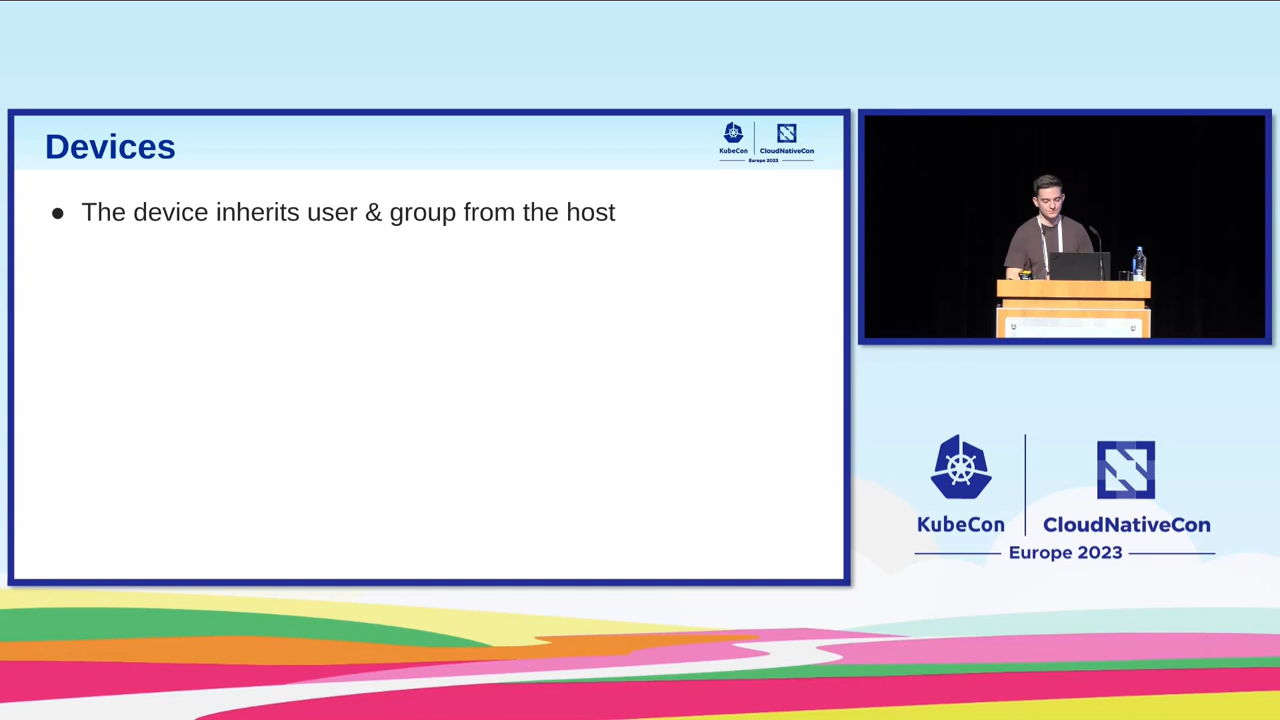 Devices
KubeCon
CloudNativeCon
Europe 2023
● The device inherits user & group from the host
KubeCon
CloudNativeCon
Europe 2023